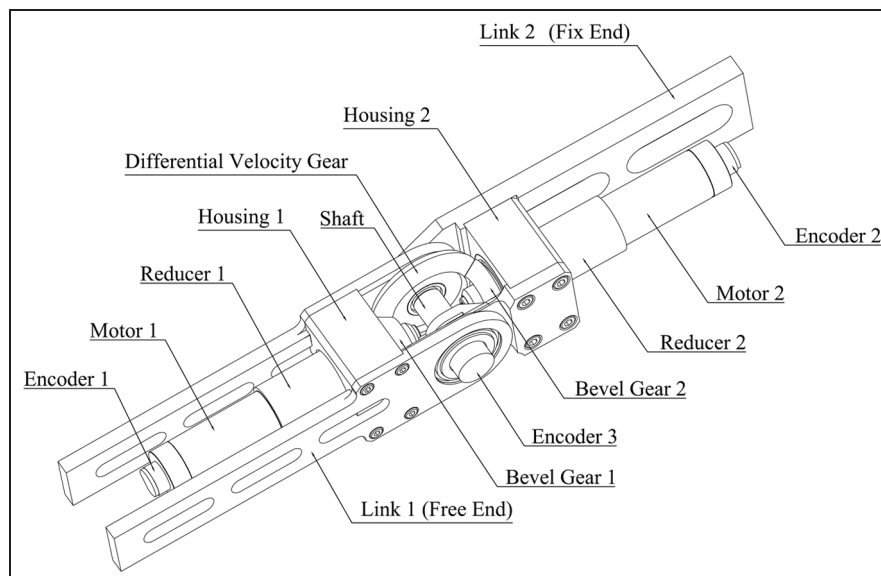 Link 2 (Fix End)
Housing 2
Differential Velocity Gear
Housing 1
Shaft
Reducer 1
Encoder 2
Motor 1
Motor 2
Encoder 1
Reducer 2
Bevel Gear 2
Encoder 3
Bevel Gear 1
Link 1 (Free End)